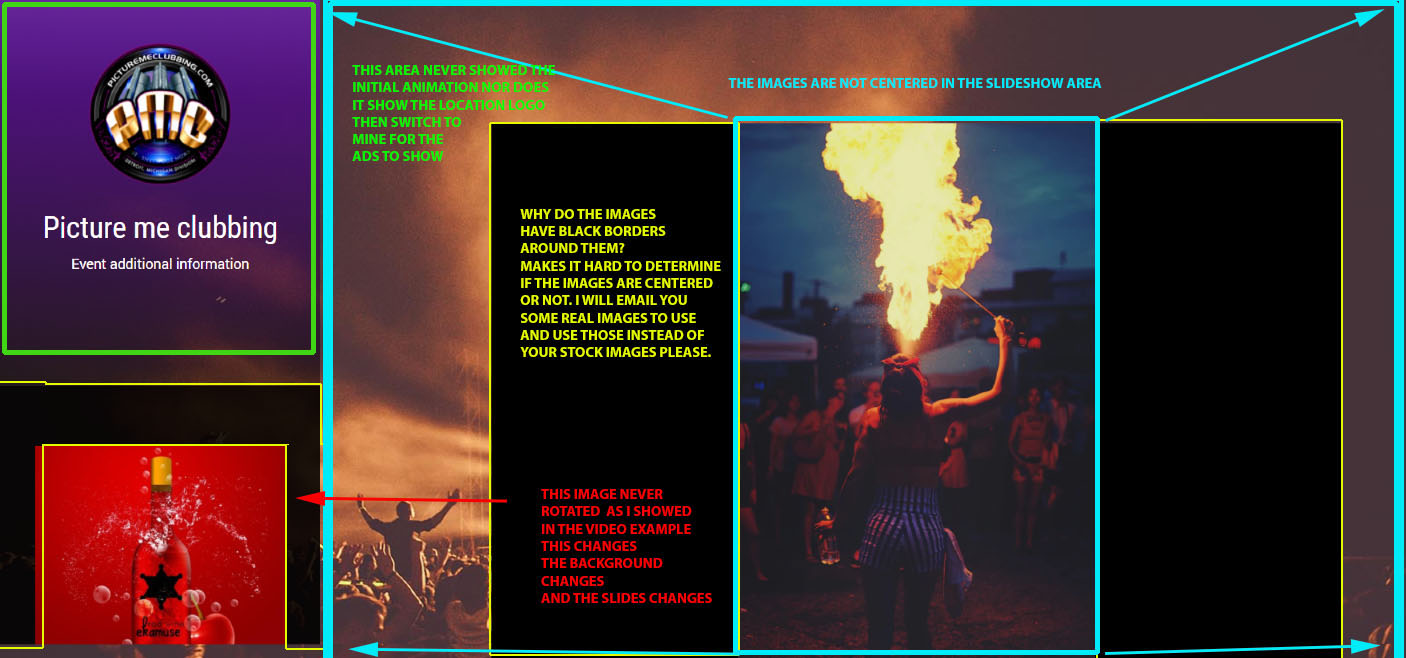 PICTUREMECLUBBING.COM
PMC
DETROIT, MICHIGAN DIVISION
Picture me clubbing
Event additional information
THIS AREA NEVER SHOWED THE
INITIAL ANIMATION NOR DOES
IT SHOW THE LOCATION LOGO
THEN SWITCH TO
MINE FOR THE
ADS TO SHOW
THE IMAGES ARE NOT CENTERED IN THE SLIDESHOW AREA
WHY DO THE IMAGES
HAVE BLACK BORDERS
AROUND THEM?
MAKES IT HARD TO DETERMINE
IF THE IMAGES ARE CENTERED
OR NOT. I WILL EMAIL YOU
SOME REAL IMAGES TO USE
AND USE THOSE INSTEAD OF
YOUR STOCK IMAGES PLEASE.
THIS IMAGE NEVER
ROTATED AS I SHOWED
IN THE VIDEO EXAMPLE
THIS CHANGES
THE BACKGROUND
CHANGES
AND THE SLIDES CHANGES